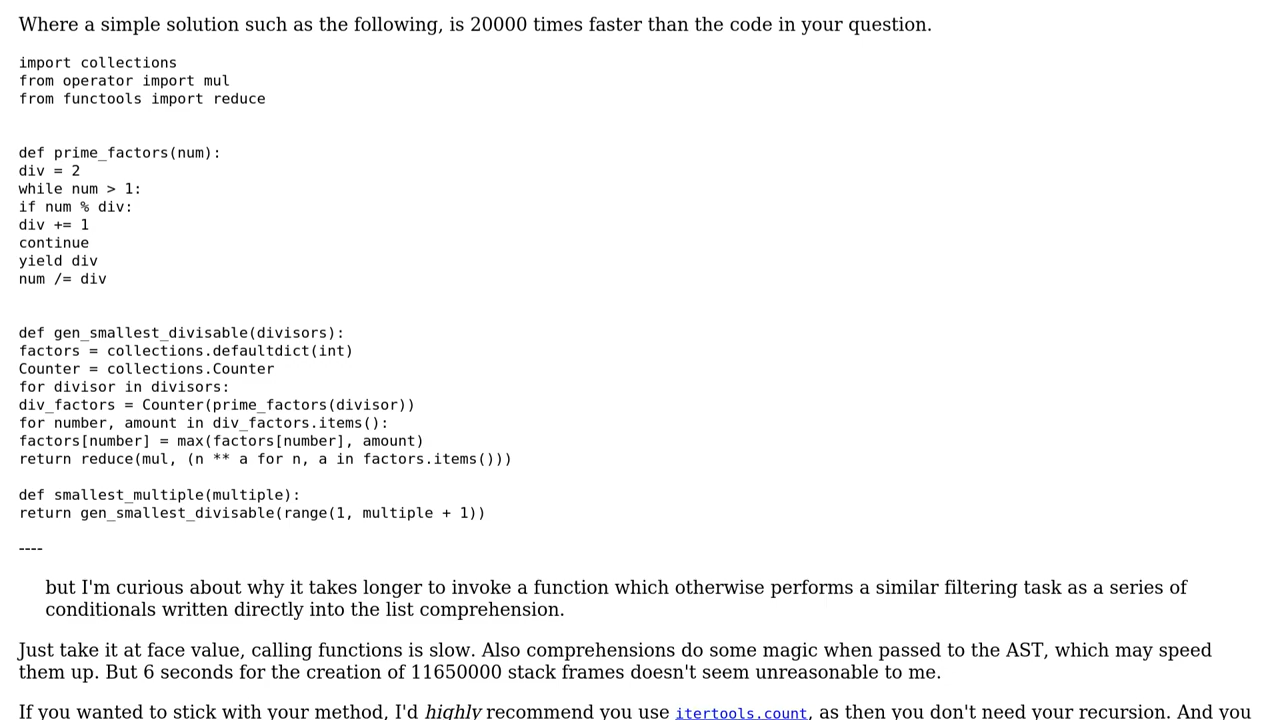 Where a simple solution such as the following, is 20000 times faster than the code in your question.
import collections
from operator import mul
from functools import reduce
def prime_factors(num):
div = 2
while num > 1:
if num % div:
div += 1
continue
yield div
num /= div
def gen_smallest_divisable(divisors):
factors = collections.defaultdict(int)
Counter = collections.Counter
for divisor in divisors:
div_factors = Counter(prime_factors(divisor))
for number, amount in div_factors.items():
factors[number] = max(factors[number], amount)
return reduce(mul, (n ** a for n, a in factors.items()))
def smallest_multiple(multiple):
return gen_smallest_divisable(range(1, multiple + 1))
----
but I'm curious about why it takes longer to invoke a function which otherwise performs a similar filtering task as a series of
conditionals written directly into the list comprehension.
Just take it at face value, calling functions is slow. Also comprehensions do some magic when passed to the AST, which may speed
them up. But 6 seconds for the creation of 11650000 stack frames doesn't seem unreasonable to me.
If you wanted to stick with your method, I'd highly recommend you use itertools.count, as then you don't need your recursion. And you